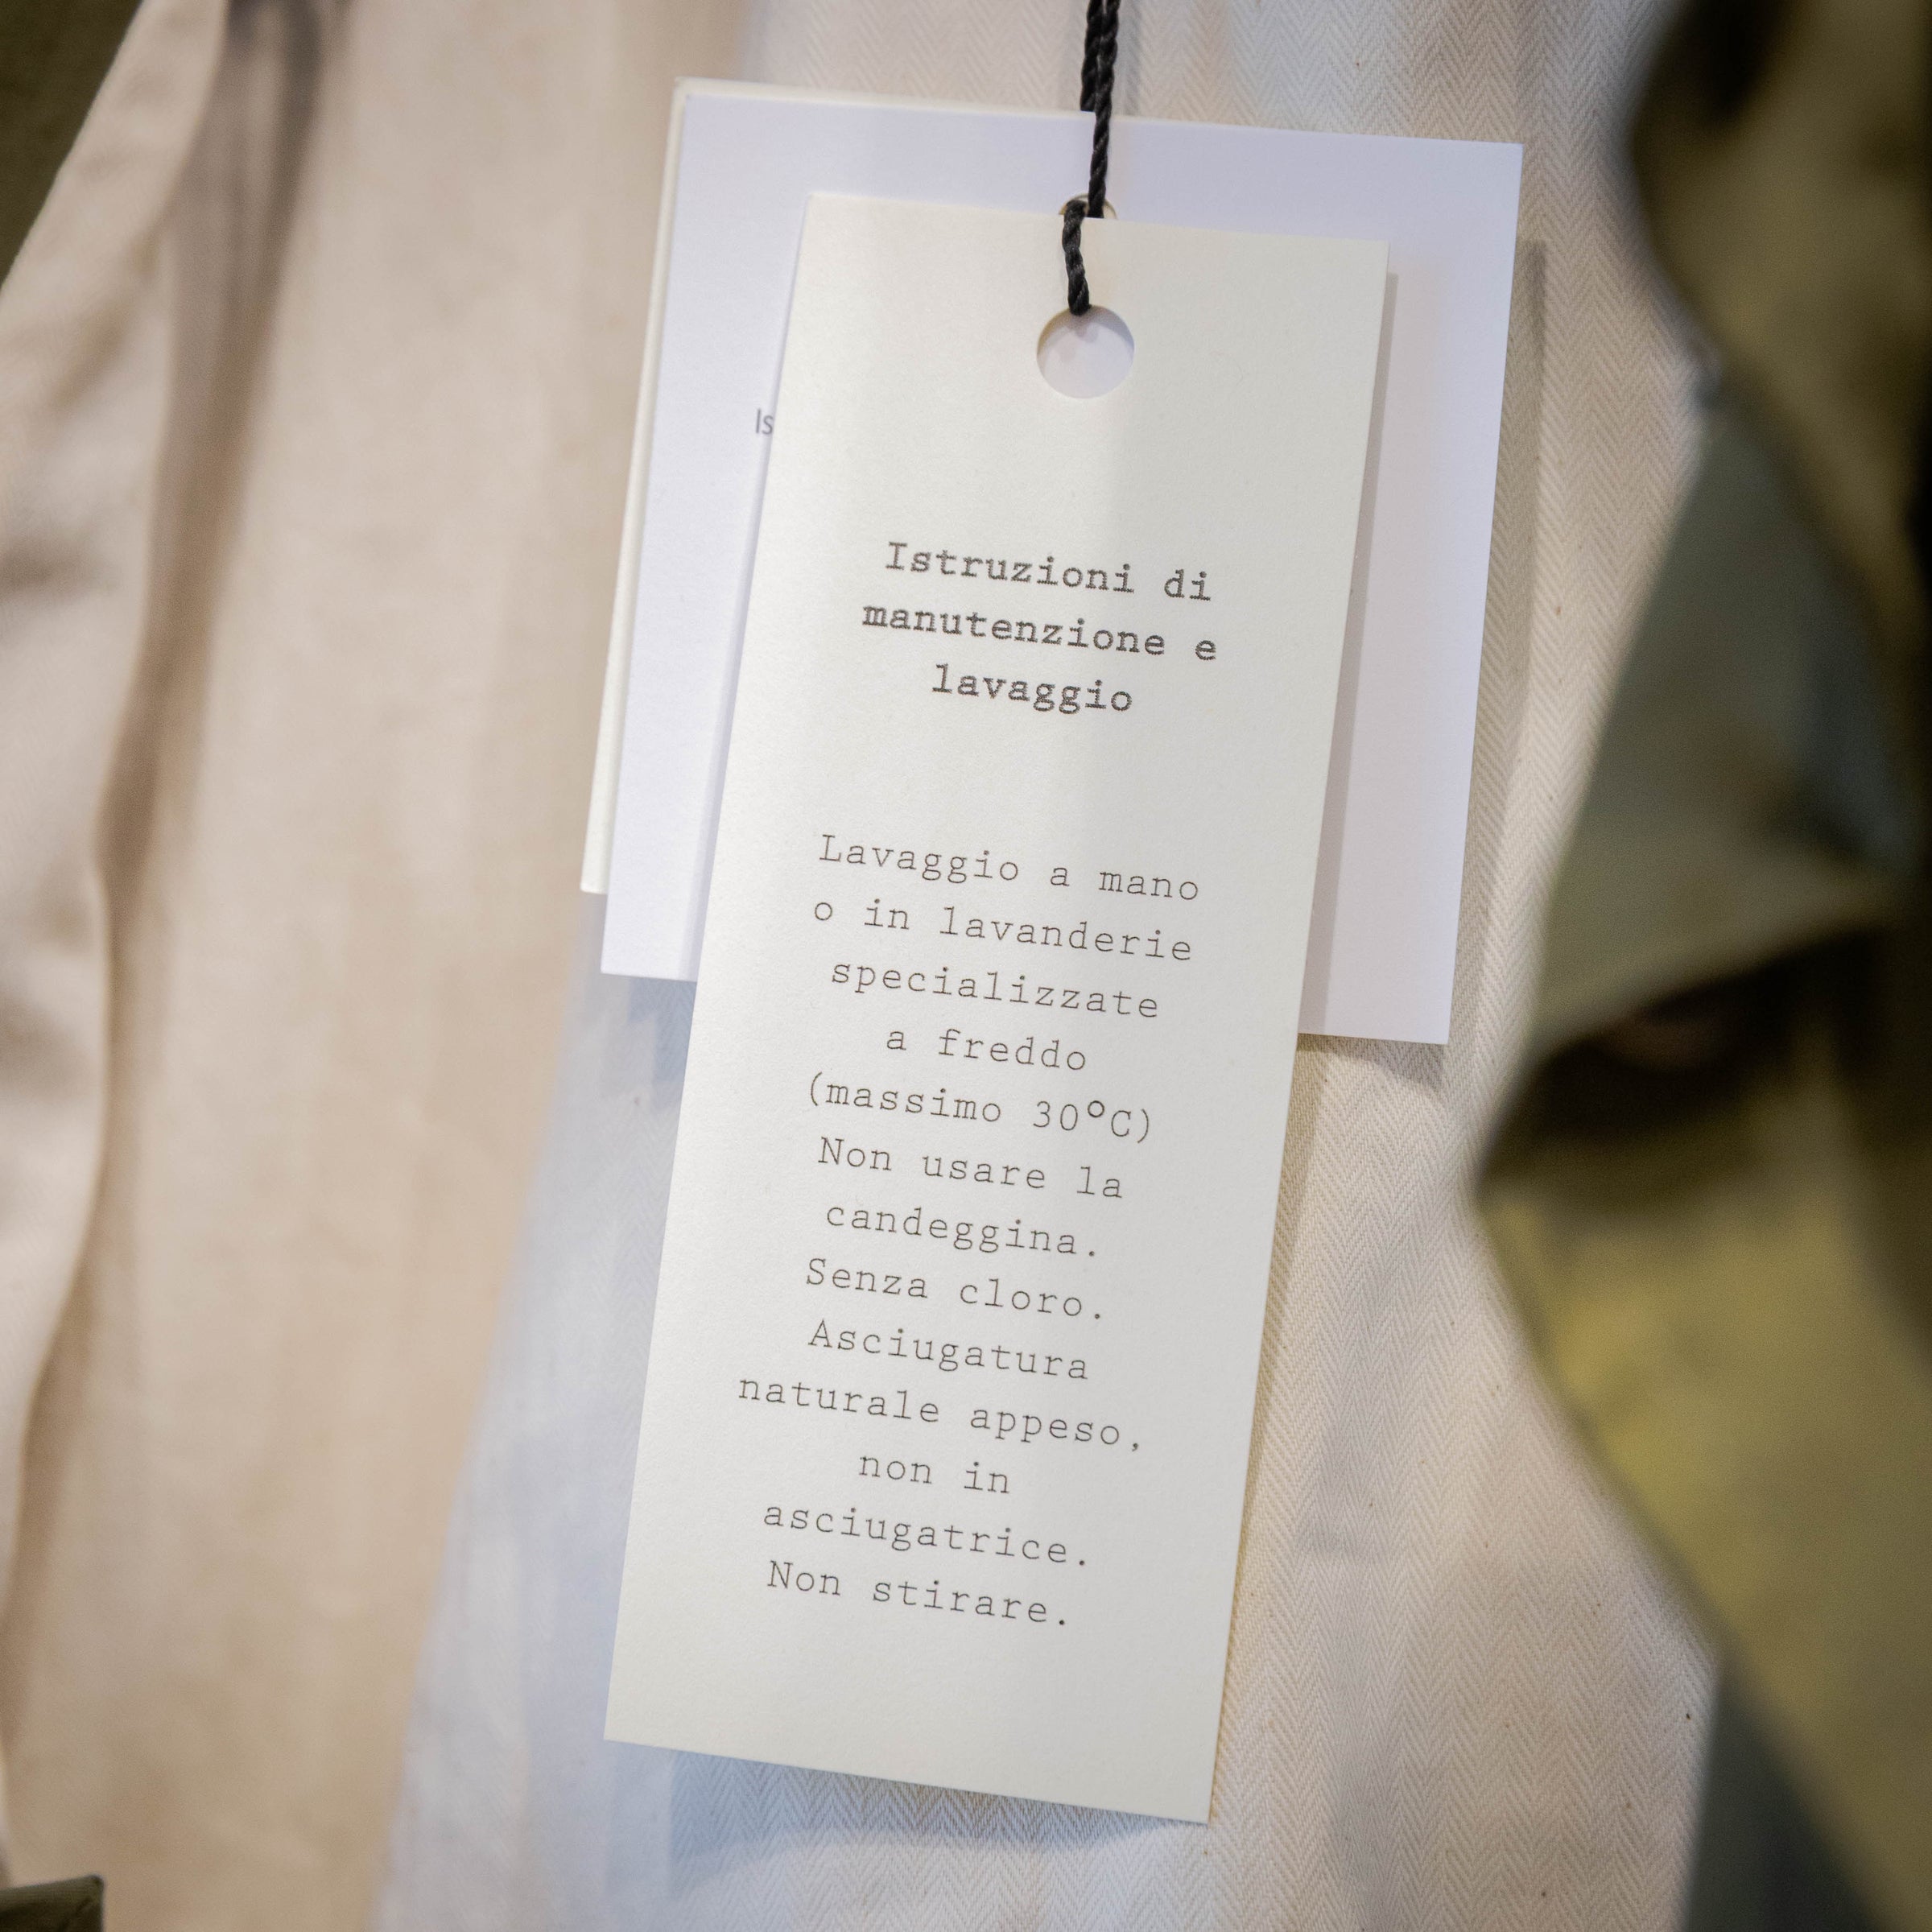 Istruzioni di
manutenzione e
lavaggio
Lavaggio a mano
o in lavanderie
specializzate
a freddo
(massimo 30°C)
Non usare la
candeggina.
Senza cloro.
Asciugatura
naturale appeso,
non in
asciugatrice.
Non stirare.